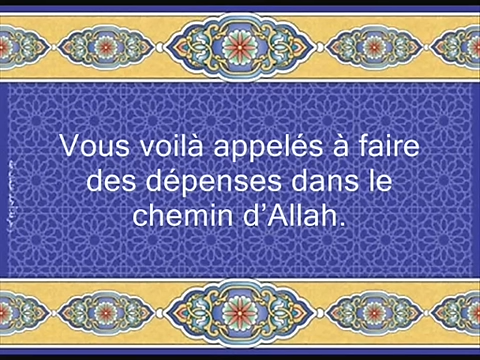 Vous voilà appelés à faire
des dépenses dans le
chemin d’Allah.